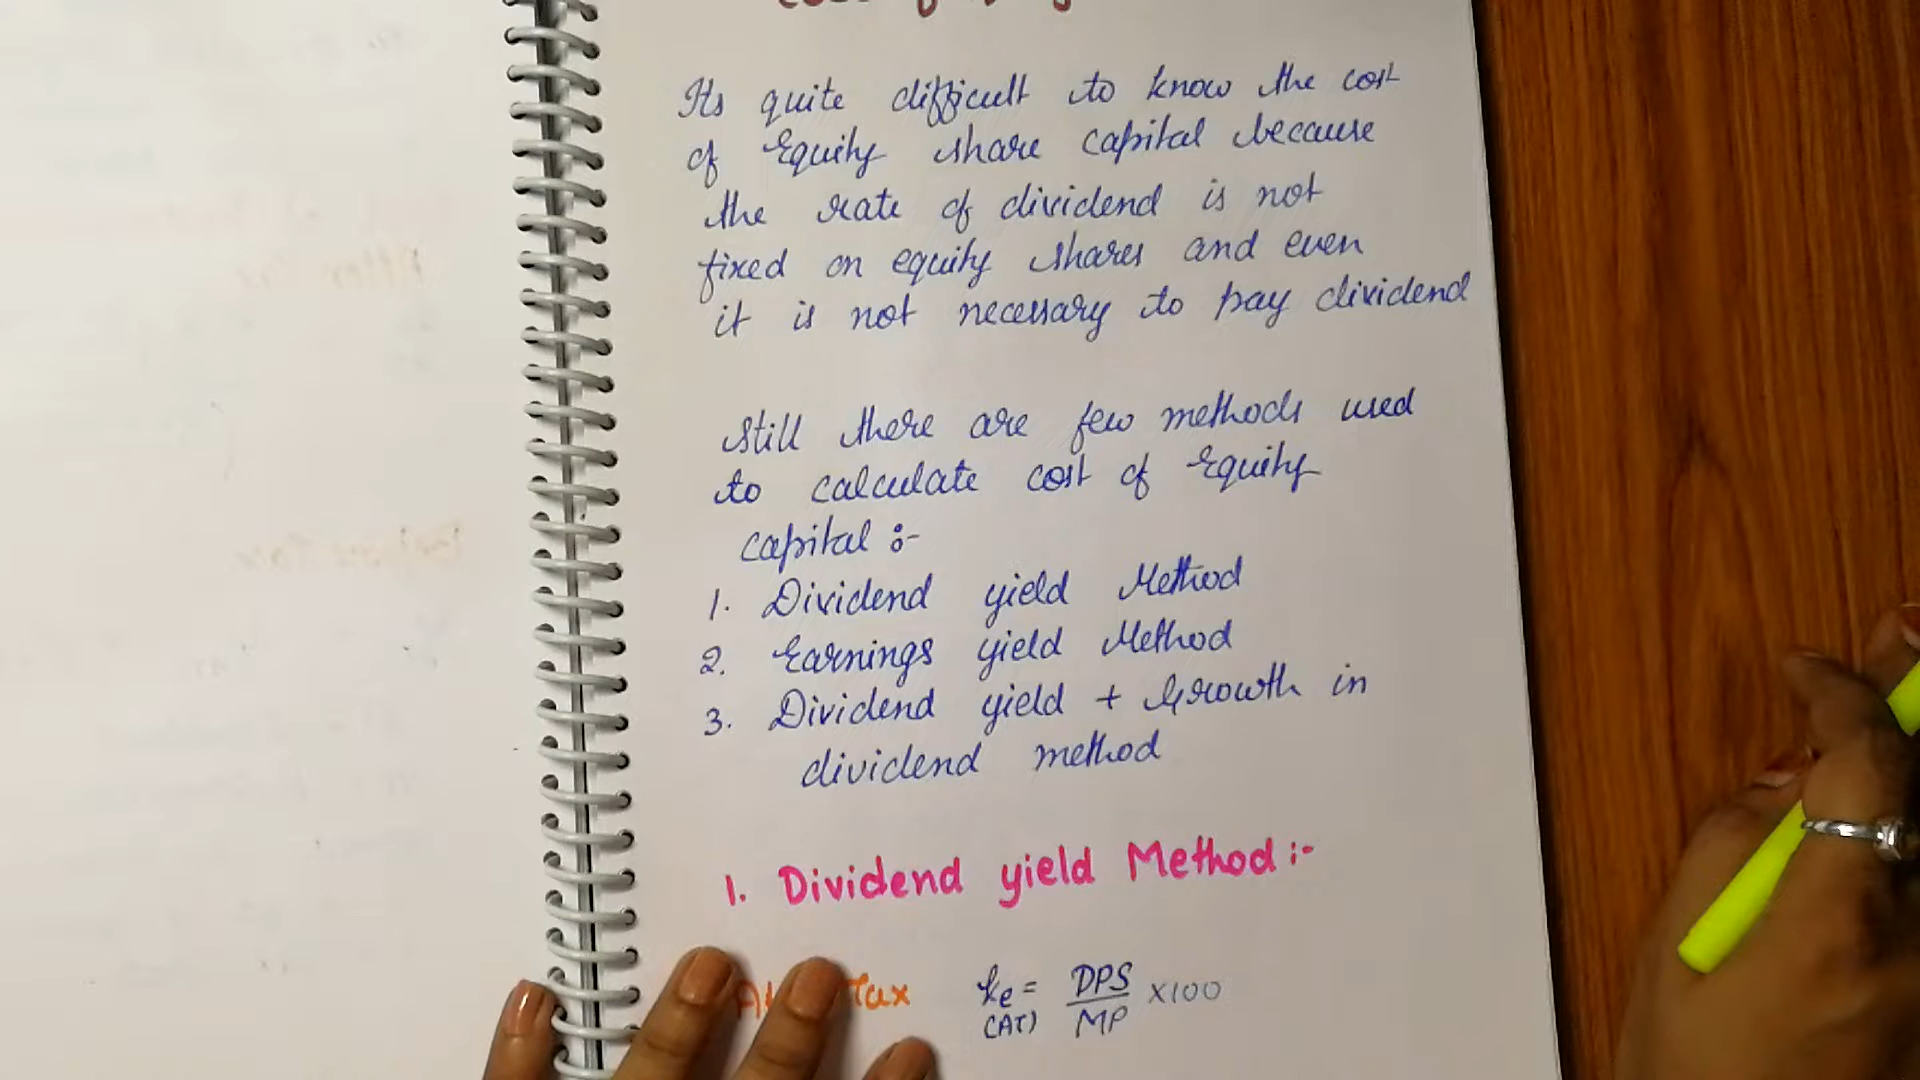 Its quite difficult to know the cost
of Equity share capital because
the rate of dividend is not
fixed on equity shares and even
it is not necessary to pay dividend
Still there are few methods used
to calculate cost of Equity
capital :-
1. Dividend yield Method
2. Earnings yield Method
3. Dividend yield + Growth in
dividend method
1. Dividend yield Method :-
Tax Ke = DPS/MP ×100
(AT)